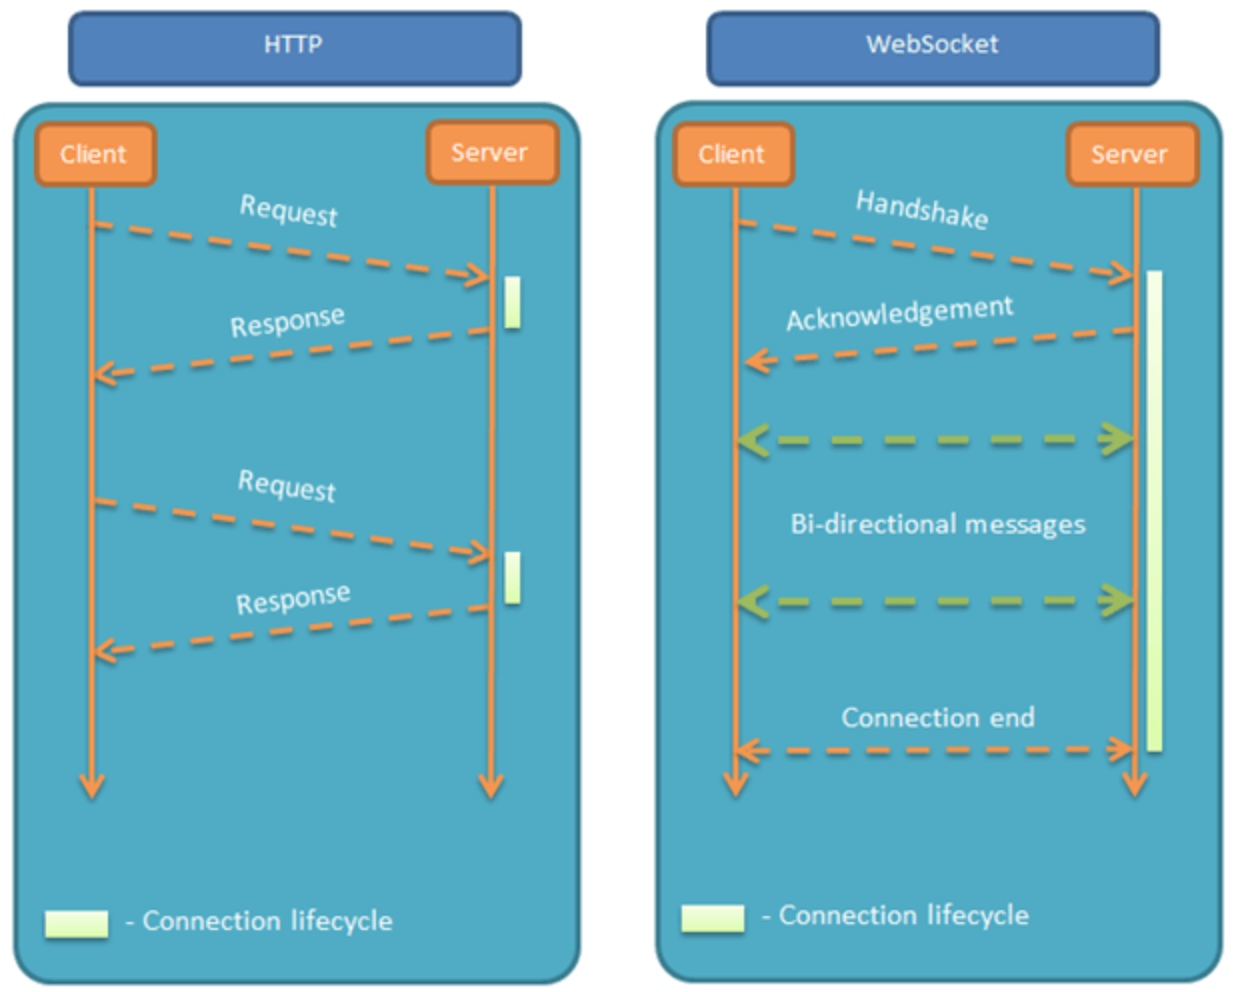 HTTP
Client
Server
Request
Response
Request
Response
- Connection lifecycle
WebSocket
Client
Server
Handshake
Acknowledgement
Bi-directional messages
Connection end
- Connection lifecycle